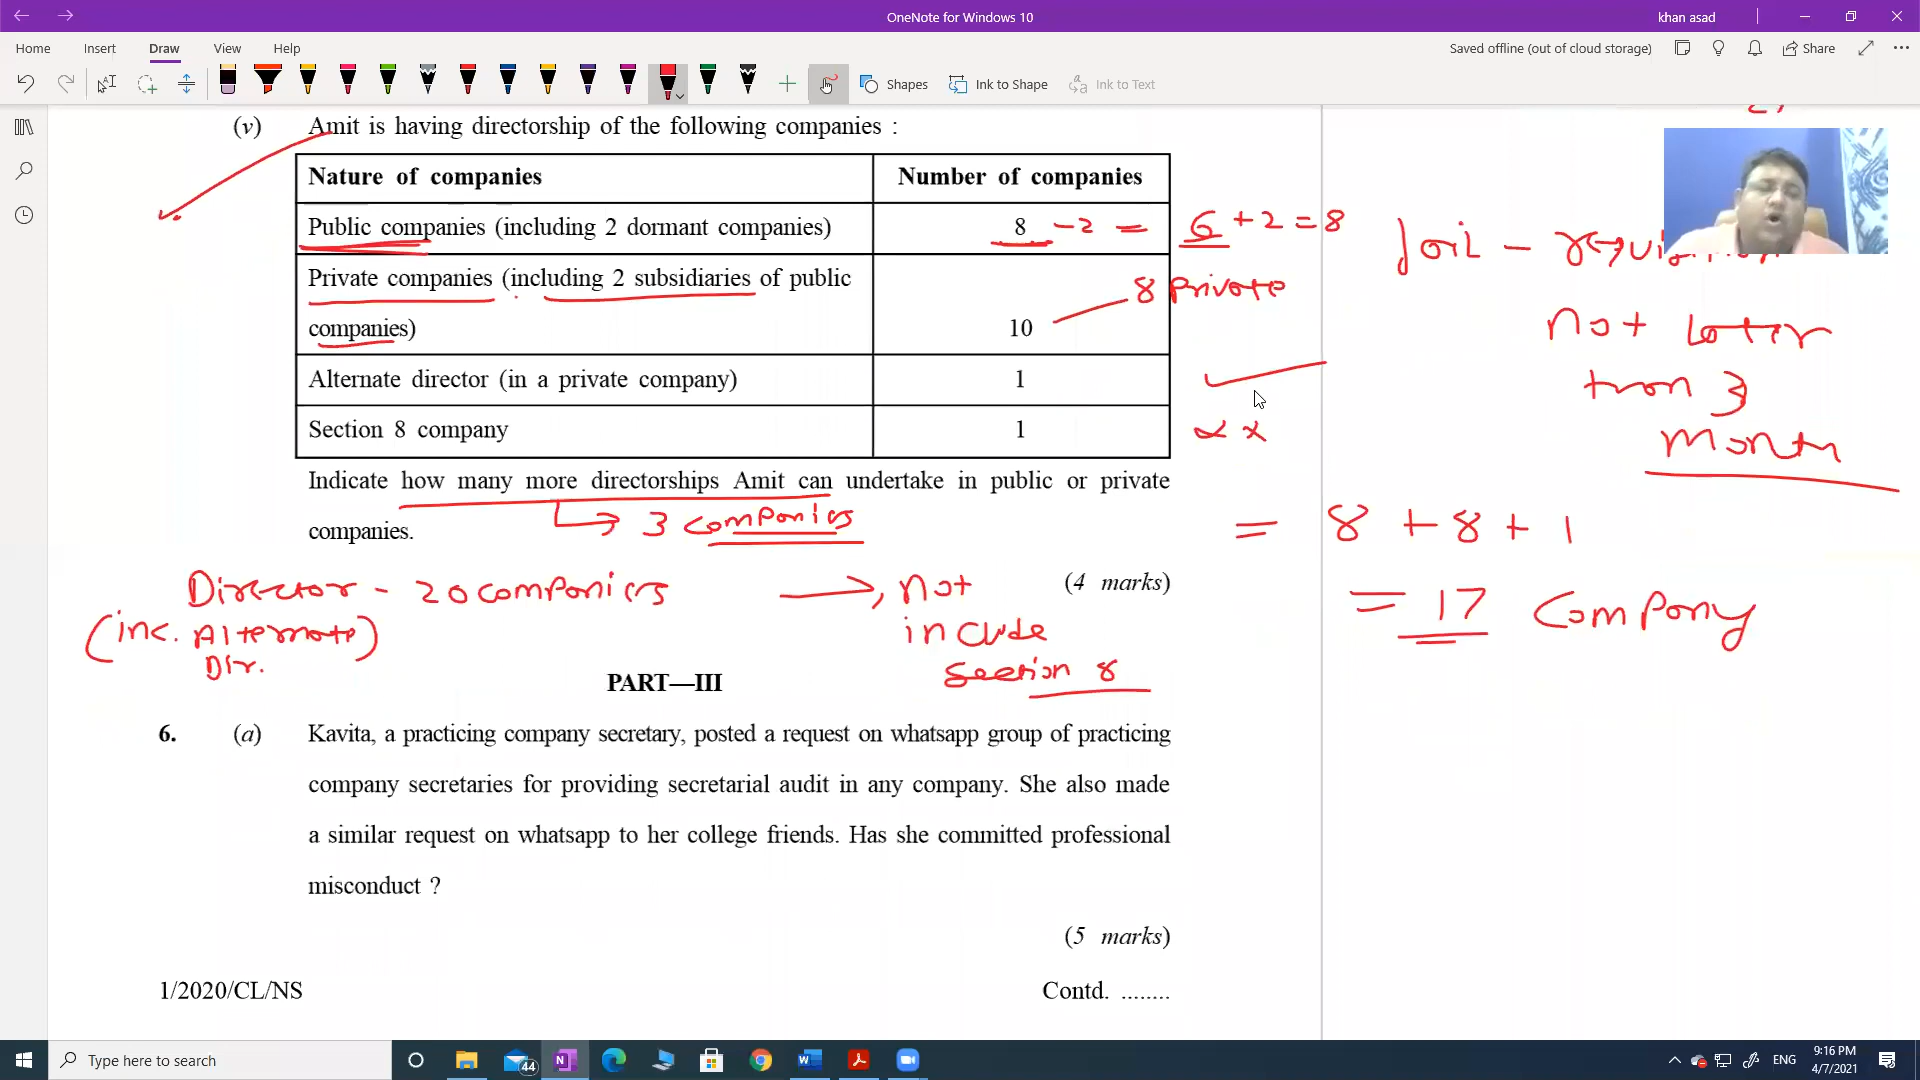 OneNote for Windows 10
khan asad
Home Insert Draw View Help
Saved offline (out of cloud storage)
Share
Shapes
Ink to Shape
Ink to Text
(v) Amit is having directorship of the following companies :
Nature of companies Number of companies
Public companies (including 2 dormant companies) 8 - 2 = 6 + 2 = 8
Private companies (including 2 subsidiaries of public
companies) 10
8 Private
Alternate director (in a private company) 1
Section 8 company 1
Indicate how many more directorships Amit can undertake in public or private
companies.
3 companies
(4 marks)
Director - 20 companies
(inc. Alternate
Dir.
not
include
Section 8
not later
than 3
month
= 8 + 8 + 1
= 17 Company
PART—III
6. (a) Kavita, a practicing company secretary, posted a request on whatsapp group of practicing
company secretaries for providing secretarial audit in any company. She also made
a similar request on whatsapp to her college friends. Has she committed professional
misconduct ?
(5 marks)
1/2020/CL/NS Contd. ........
Type here to search
44
ENG
9:16 PM
4/7/2021